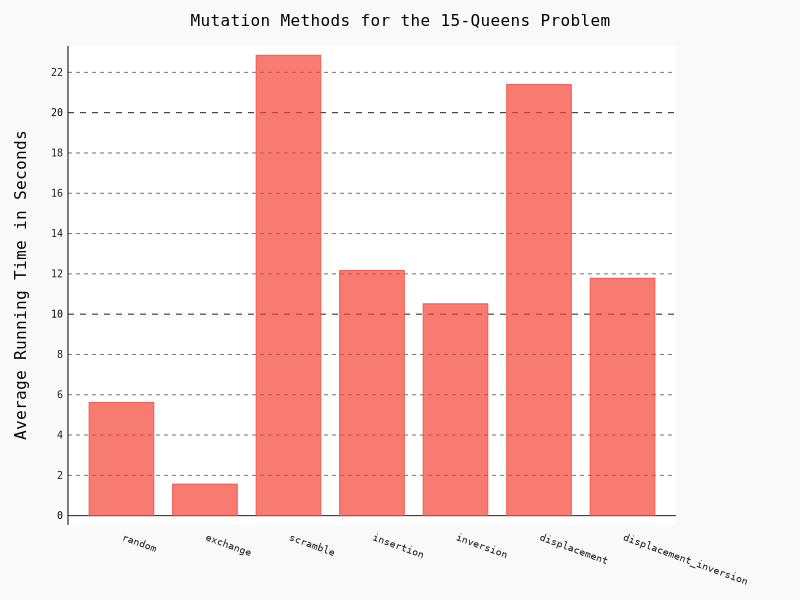 Mutation Methods for the 15-Queens Problem
Average Running Time in Seconds
22
20
18
16
14
12
10
8
6
4
2
0
random
exchange
scramble
insertion
inversion
displacement
displacement_inversion